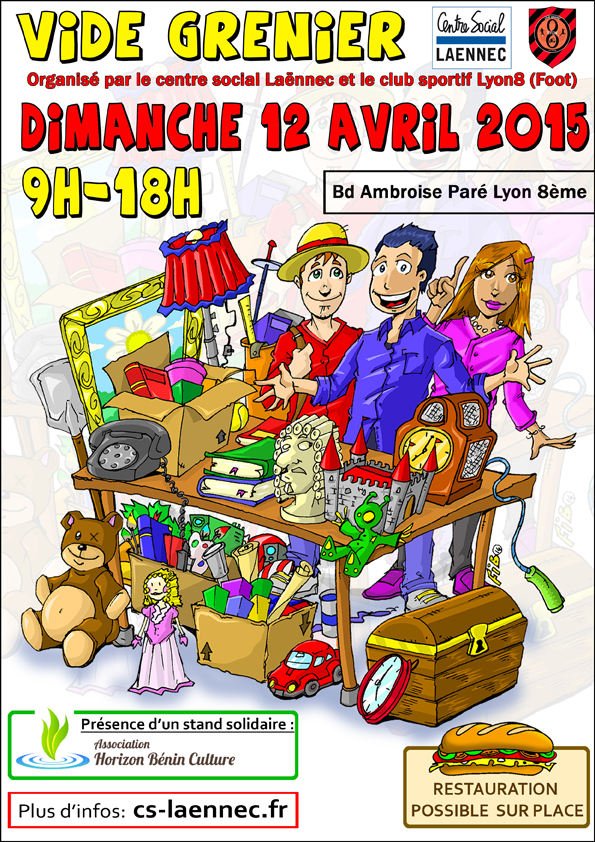 ViDE GRENiER
Centre Social
LAENNEC
Organisé par le centre social Laënnec et le club sportif Lyon8 (Foot)
DiMANCHE 12 AVRiL 2015
9H-18H
Bd Ambroise Paré Lyon 8ème
Présence d'un stand solidaire :
Association
Horizon Bénin Culture
Plus d'infos: cs-laennec.fr
RESTAURATION
POSSIBLE SUR PLACE